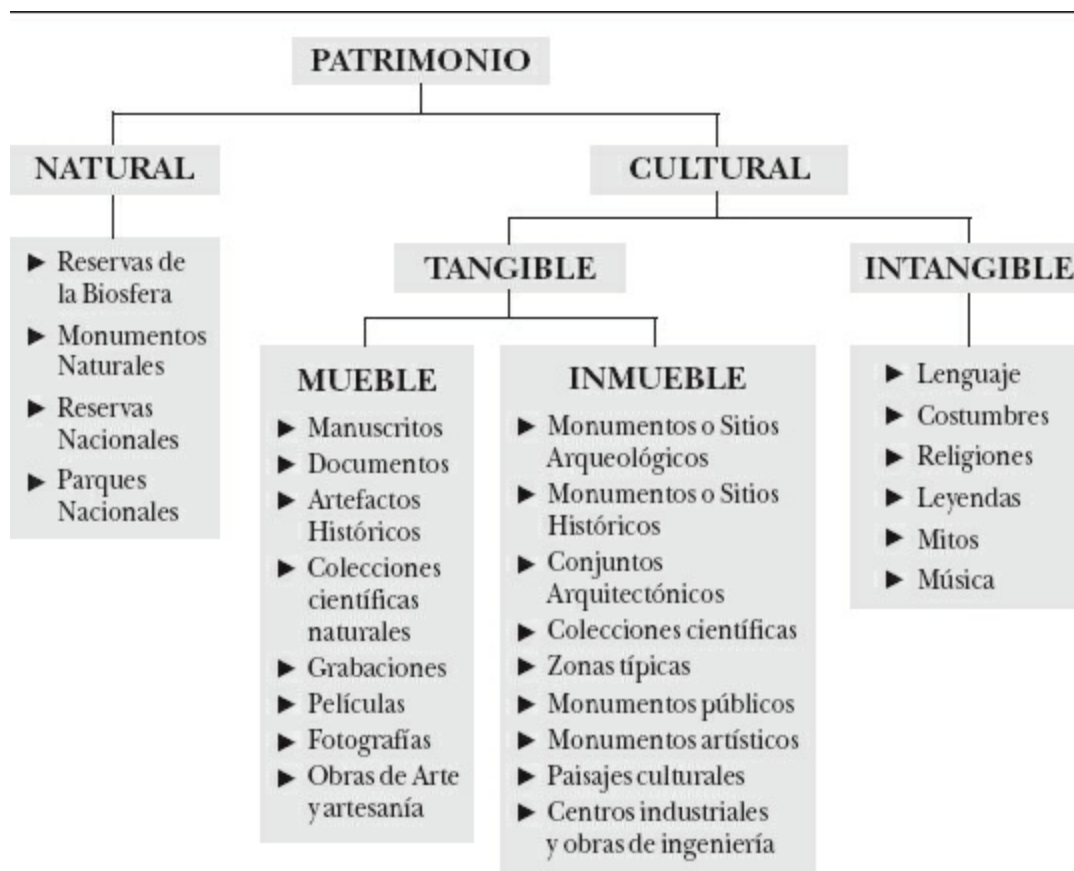 PATRIMONIO
NATURAL
CULTURAL
Reservas de
la Biosfera
Monumentos
Naturales
Reservas
Nacionales
Parques
Nacionales
TANGIBLE
INTANGIBLE
MUEBLE
Manuscritos
Documentos
Artefactos
Históricos
Colecciones
científicas
naturales
Grabaciones
Películas
Fotografías
Obras de Arte
y artesanía
INMUEBLE
Monumentos o Sitios
Arqueológicos
Monumentos o Sitios
Históricos
Conjuntos
Arquitectónicos
Colecciones científicas
Zonas típicas
Monumentos públicos
Monumentos artísticos
Paisajes culturales
Centros industriales
y obras de ingeniería
Lenguaje
Costumbres
Religiones
Leyendas
Mitos
Música